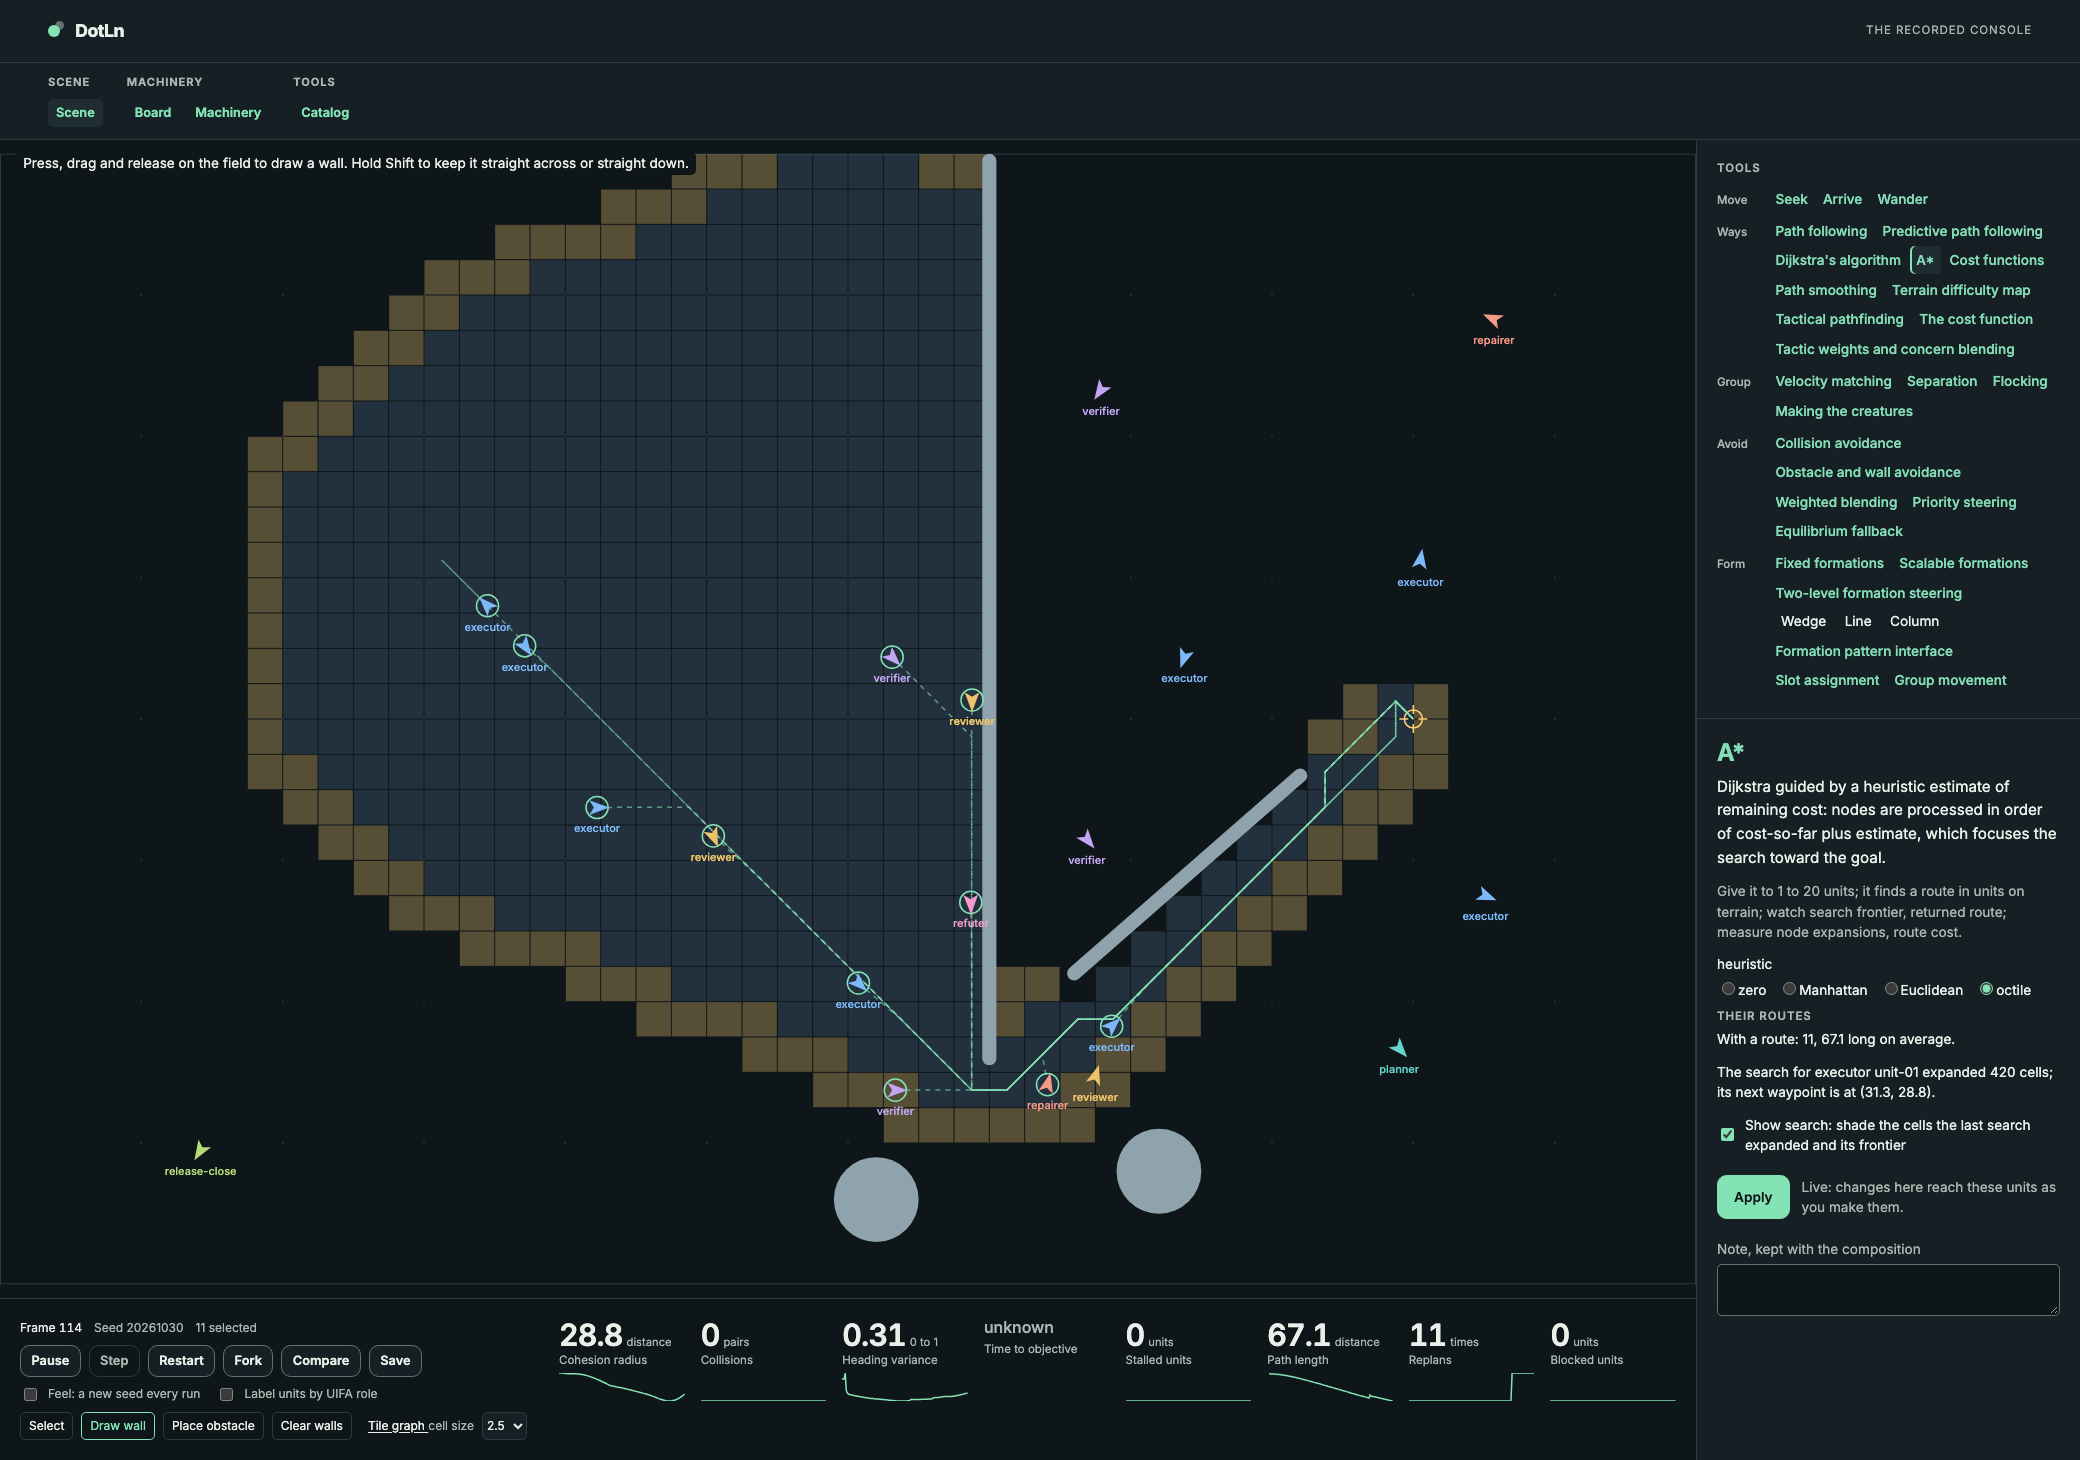 DotLn
THE RECORDED CONSOLE
SCENE MACHINERY TOOLS
Scene Board Machinery Catalog
Press, drag and release on the field to draw a wall. Hold Shift to keep it straight across or straight down.
repairer
verifier
executor
executor
executor
executor
verifier
reviewer
executor
reviewer
verifier
refuter
executor
executor
executor
planner
verifier
repairer
reviewer
release-close
TOOLS
Move Seek Arrive Wander
Ways Path following Predictive path following
Dijkstra's algorithm A* Cost functions
Path smoothing Terrain difficulty map
Tactical pathfinding The cost function
Tactic weights and concern blending
Group Velocity matching Separation Flocking
Making the creatures
Avoid Collision avoidance
Obstacle and wall avoidance
Weighted blending Priority steering
Equilibrium fallback
Form Fixed formations Scalable formations
Two-level formation steering
Wedge Line Column
Formation pattern interface
Slot assignment Group movement
A*
Dijkstra guided by a heuristic estimate of
remaining cost: nodes are processed in order
of cost-so-far plus estimate, which focuses the
search toward the goal.
Give it to 1 to 20 units; it finds a route in units on
terrain; watch search frontier, returned route;
measure node expansions, route cost.
heuristic
zero Manhattan Euclidean octile
THEIR ROUTES
With a route: 11, 67.1 long on average.
The search for executor unit-01 expanded 420 cells;
its next waypoint is at (31.3, 28.8).
Show search: shade the cells the last search
expanded and its frontier
Apply
Live: changes here reach these units as
you make them.
Note, kept with the composition
Frame 114 Seed 20261030 11 selected
Pause Step Restart Fork Compare Save
Feel: a new seed every run Label units by UIFA role
Select Draw wall Place obstacle Clear walls Tile graph cell size 2.5
28.8 distance
Cohesion radius
0 pairs
Collisions
0.31 0 to 1
Heading variance
unknown
Time to objective
0 units
Stalled units
67.1 distance
Path length
11 times
Replans
0 units
Blocked units